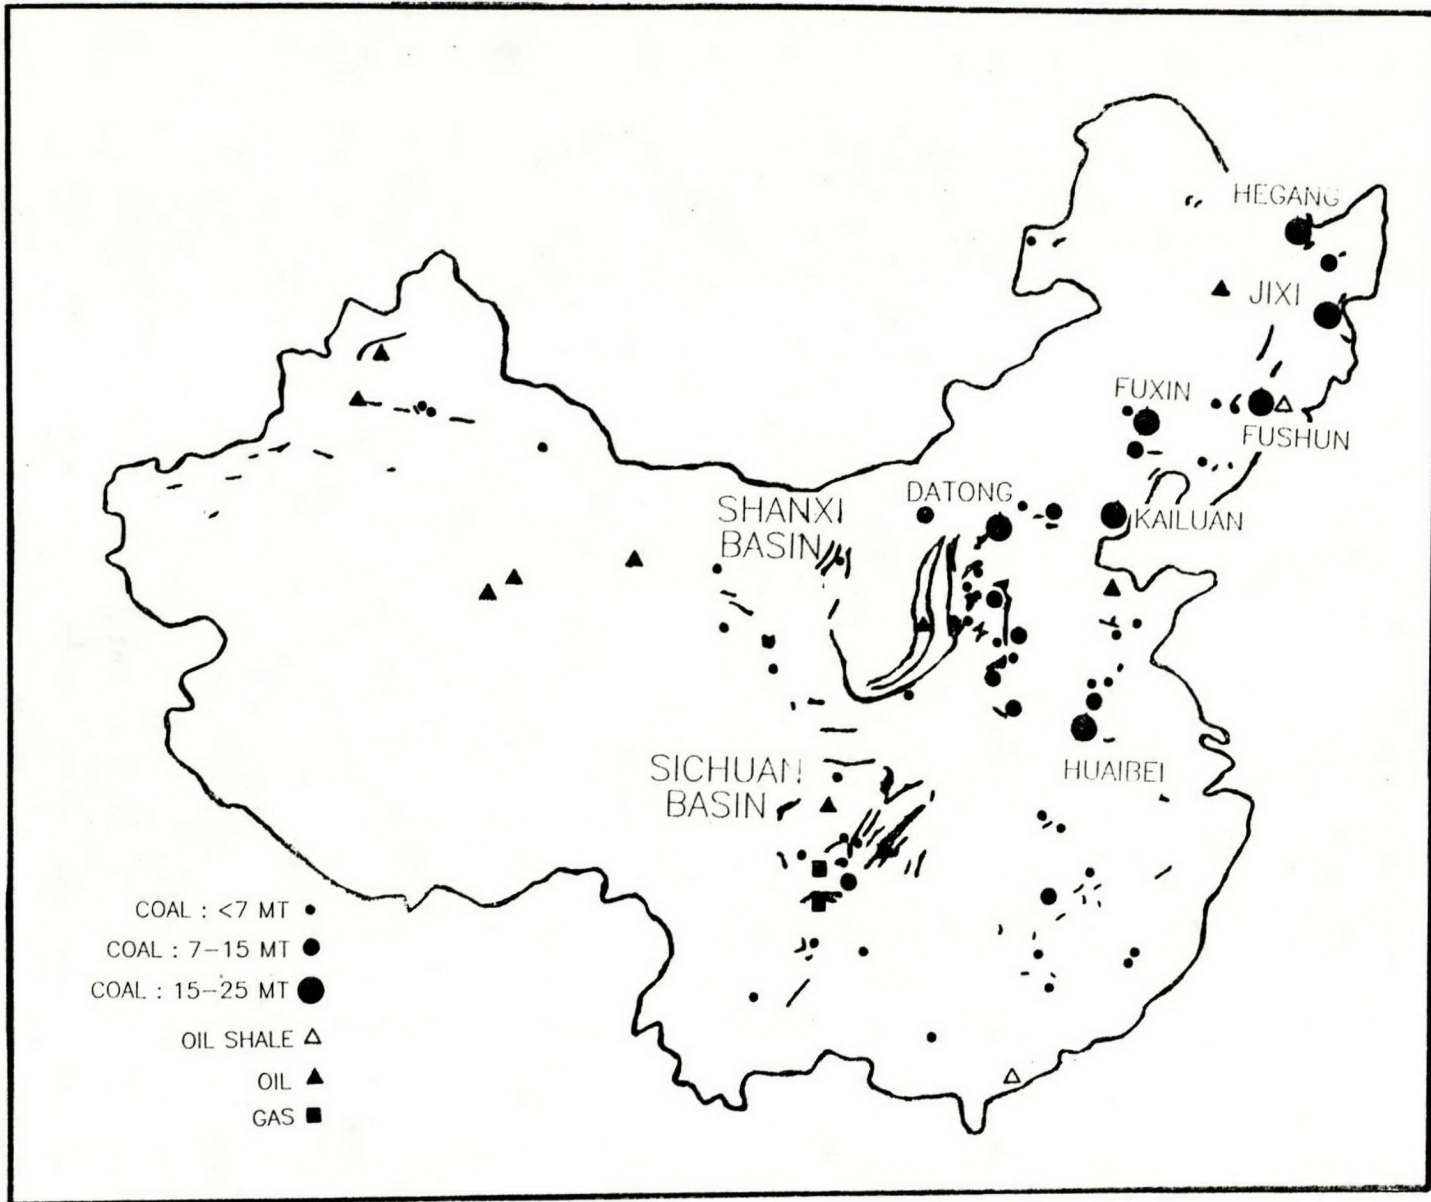 HEGANG
JIXI
FUXIN
FUSHUN
DATONG
SHANXI
BASIN
KAILUAN
SICHUAN
BASIN
HUAIBEI
COAL : <7 MT
COAL : 7-15 MT
COAL : 15-25 MT
OIL SHALE
OIL
GAS